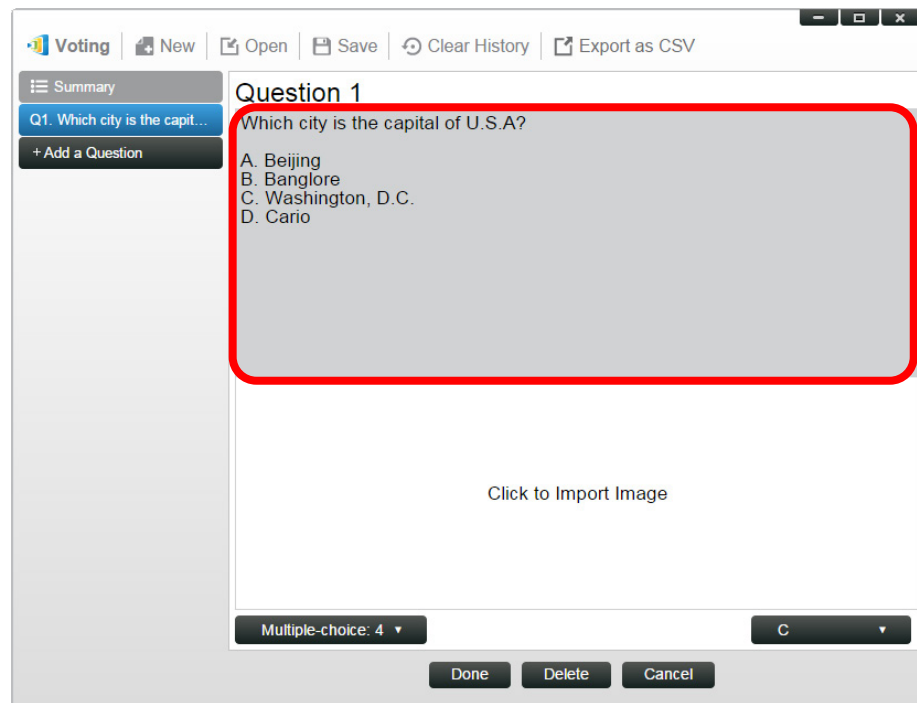 Voting New Open Save Clear History Export as CSV
Summary
Q1. Which city is the capit...
+ Add a Question
Question 1
Which city is the capital of U.S.A?
A. Beijing
B. Banglore
C. Washington, D.C.
D. Cario
Click to Import Image
Multiple-choice: 4
C
Done Delete Cancel